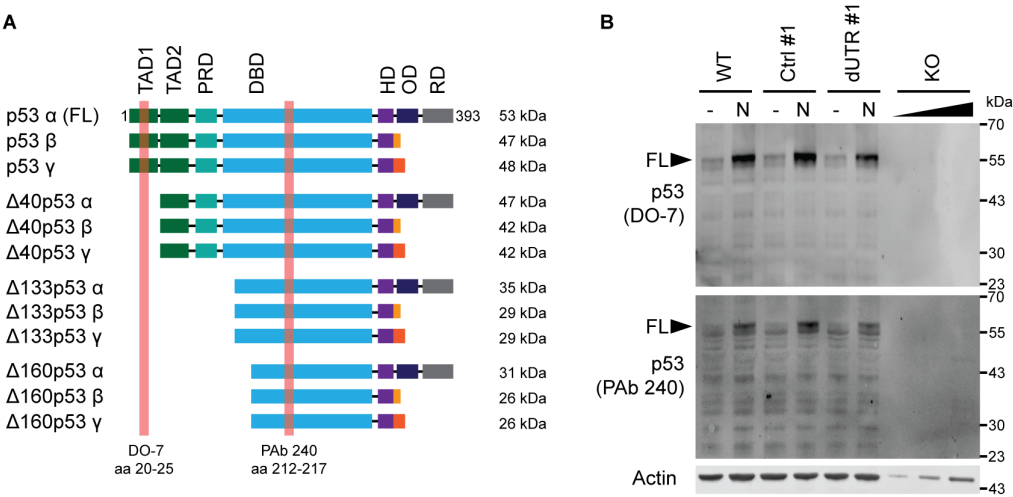 A
TAD1
TAD2
PRD
DBD
HD
OD
RD
p53 α (FL) 1 393 53 kDa
p53 β 47 kDa
p53 γ 48 kDa
Δ40p53 α 47 kDa
Δ40p53 β 42 kDa
Δ40p53 γ 42 kDa
Δ133p53 α 35 kDa
Δ133p53 β 29 kDa
Δ133p53 γ 29 kDa
Δ160p53 α 31 kDa
Δ160p53 β 26 kDa
Δ160p53 γ 26 kDa
DO-7
aa 20-25
PAb 240
aa 212-217
B
WT
Ctrl #1
dUTR #1
KO
- N - N - N
kDa
70
FL 55
p53
(DO-7)
43
30
23
70
FL 55
p53
(PAb 240)
43
30
23
Actin
43